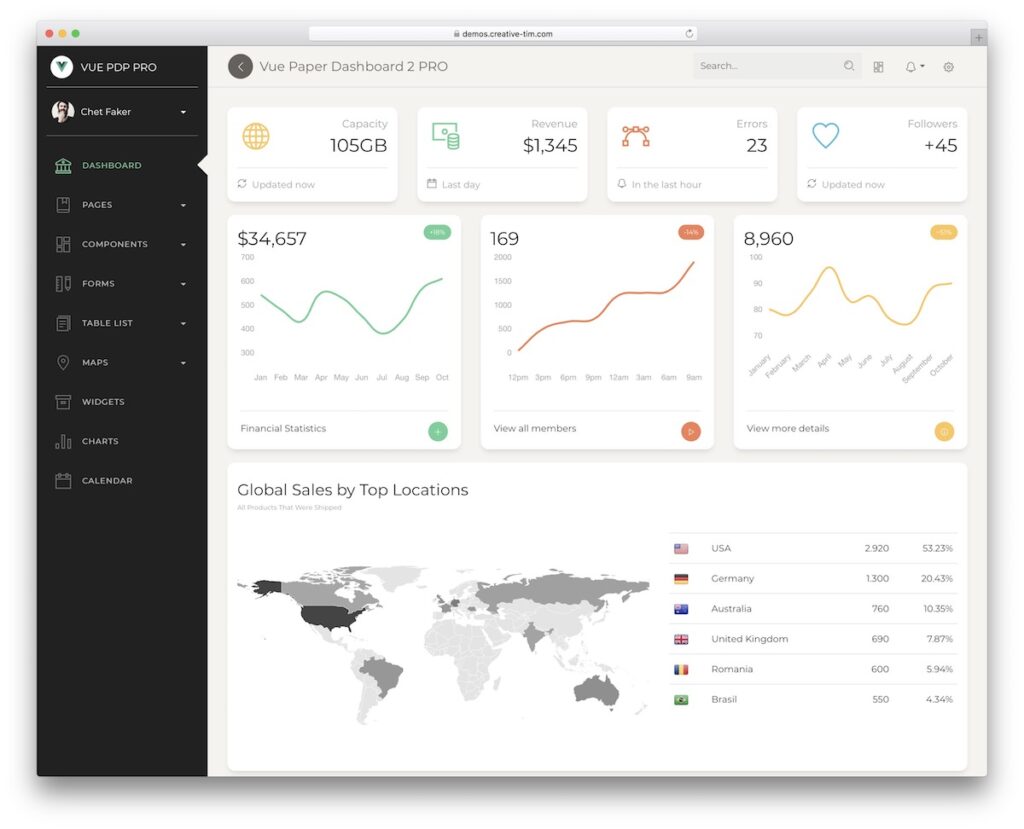 demos.creative-tim.com
VUE PDP PRO
Chet Faker
DASHBOARD
PAGES
COMPONENTS
FORMS
TABLE LIST
MAPS
WIDGETS
CHARTS
CALENDAR
Vue Paper Dashboard 2 PRO
Search...
Capacity
105GB
Updated now
Revenue
$1,345
Last day
Errors
23
In the last hour
Followers
+45
Updated now
$34,657
+18%
700
600
500
400
300
Jan Feb Mar Apr May Jun Jul Aug Sep Oct
Financial Statistics
169
-14%
2000
1500
1000
500
0
12pm 3pm 6pm 9pm 12am 3am 6am 9am
View all members
8,960
100
90
80
70
January February March April May June July August September October
View more details
Global Sales by Top Locations
All Products That Were Shipped
USA 2.920 53.23%
Germany 1.300 20.43%
Australia 760 10.35%
United Kingdom 690 7.87%
Romania 600 5.94%
Brasil 550 4.34%